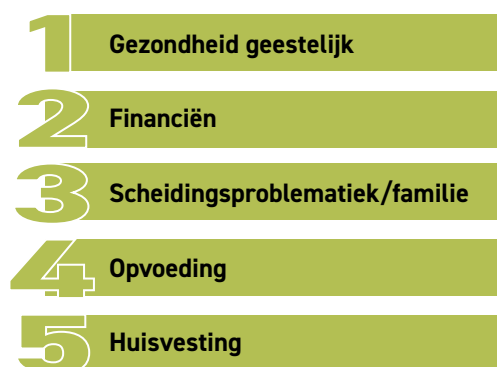 1 Gezondheid geestelijk
2 Financiën
3 Scheidingsproblematiek/familie
4 Opvoeding
5 Huisvesting